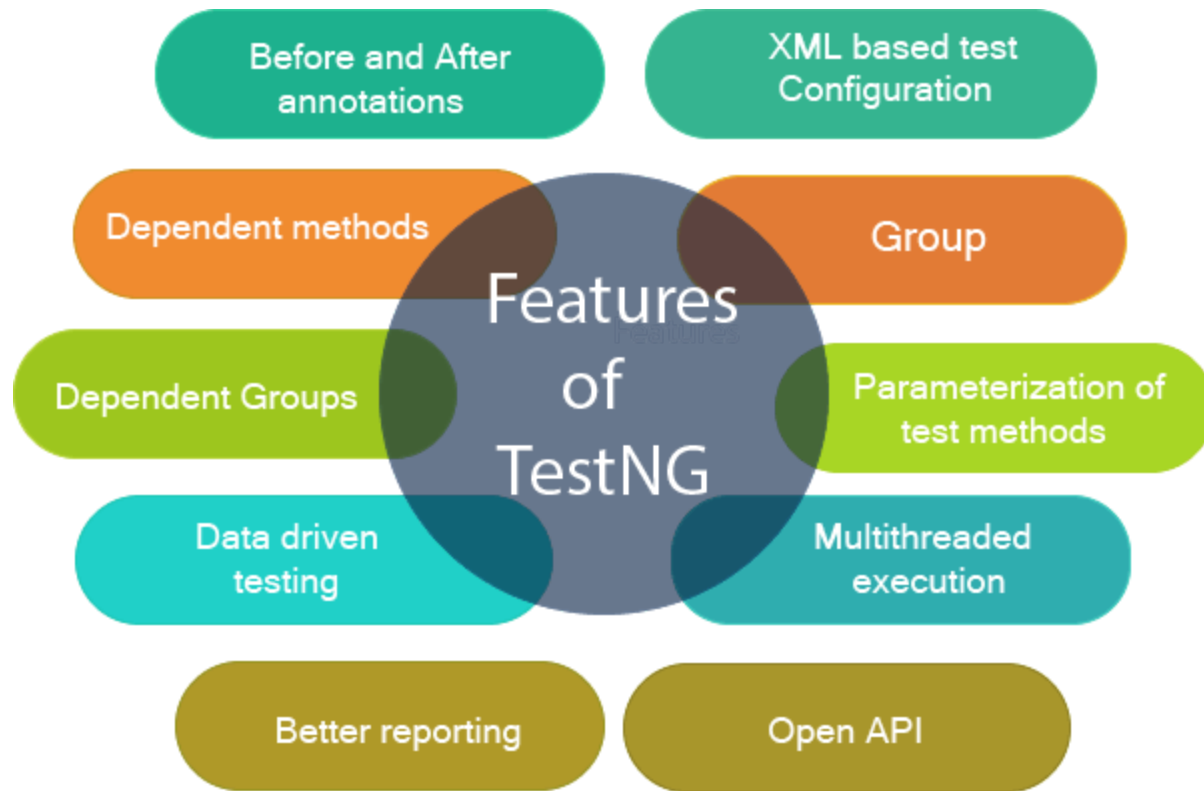 Before and After
annotations
XML based test
Configuration
Dependent methods
Group
Features
Features
of
TestNG
Dependent Groups
Parameterization of
test methods
Data driven
testing
Multithreaded
execution
Better reporting
Open API